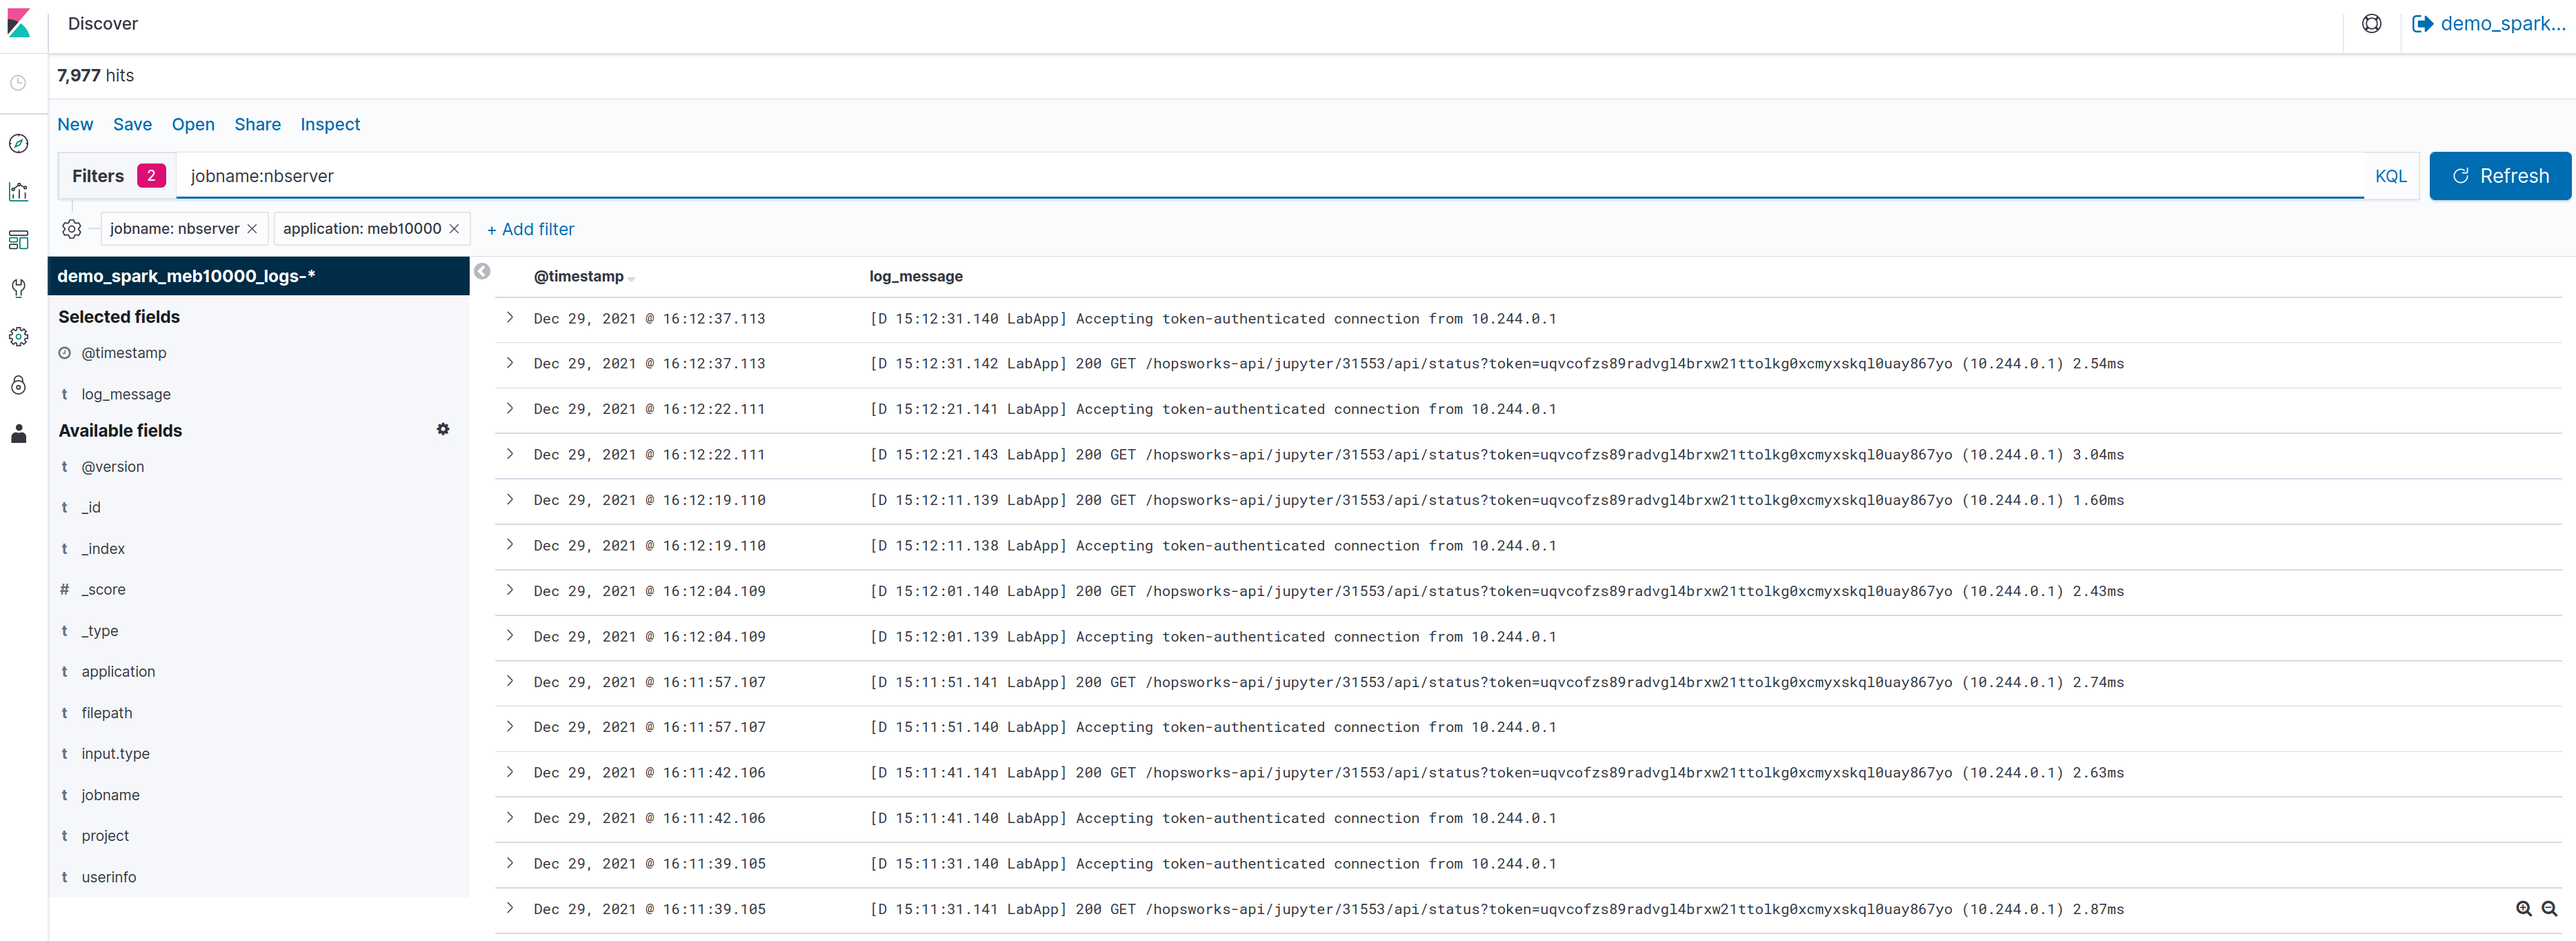 Discover
demo_spark...
7,977 hits
New Save Open Share Inspect
Filters 2 jobname:nbserver KQL Refresh
jobname: nbserver × application: meb10000 × + Add filter
demo_spark_meb10000_logs-*
Selected fields
@timestamp
t log_message
Available fields
t @version
t _id
t _index
# _score
t _type
t application
t filepath
t input.type
t jobname
t project
t userinfo
@timestamp log_message
Dec 29, 2021 @ 16:12:37.113 [D 15:12:31.140 LabApp] Accepting token-authenticated connection from 10.244.0.1
Dec 29, 2021 @ 16:12:37.113 [D 15:12:31.142 LabApp] 200 GET /hopsworks-api/jupyter/31553/api/status?token=uqvcofzs89radvgl4brxw21ttolkg0xcmyxskql0uay867yo (10.244.0.1) 2.54ms
Dec 29, 2021 @ 16:12:22.111 [D 15:12:21.141 LabApp] Accepting token-authenticated connection from 10.244.0.1
Dec 29, 2021 @ 16:12:22.111 [D 15:12:21.143 LabApp] 200 GET /hopsworks-api/jupyter/31553/api/status?token=uqvcofzs89radvgl4brxw21ttolkg0xcmyxskql0uay867yo (10.244.0.1) 3.04ms
Dec 29, 2021 @ 16:12:19.110 [D 15:12:11.139 LabApp] 200 GET /hopsworks-api/jupyter/31553/api/status?token=uqvcofzs89radvgl4brxw21ttolkg0xcmyxskql0uay867yo (10.244.0.1) 1.60ms
Dec 29, 2021 @ 16:12:19.110 [D 15:12:11.138 LabApp] Accepting token-authenticated connection from 10.244.0.1
Dec 29, 2021 @ 16:12:04.109 [D 15:12:01.140 LabApp] 200 GET /hopsworks-api/jupyter/31553/api/status?token=uqvcofzs89radvgl4brxw21ttolkg0xcmyxskql0uay867yo (10.244.0.1) 2.43ms
Dec 29, 2021 @ 16:12:04.109 [D 15:12:01.139 LabApp] Accepting token-authenticated connection from 10.244.0.1
Dec 29, 2021 @ 16:11:57.107 [D 15:11:51.141 LabApp] 200 GET /hopsworks-api/jupyter/31553/api/status?token=uqvcofzs89radvgl4brxw21ttolkg0xcmyxskql0uay867yo (10.244.0.1) 2.74ms
Dec 29, 2021 @ 16:11:57.107 [D 15:11:51.140 LabApp] Accepting token-authenticated connection from 10.244.0.1
Dec 29, 2021 @ 16:11:42.106 [D 15:11:41.141 LabApp] 200 GET /hopsworks-api/jupyter/31553/api/status?token=uqvcofzs89radvgl4brxw21ttolkg0xcmyxskql0uay867yo (10.244.0.1) 2.63ms
Dec 29, 2021 @ 16:11:42.106 [D 15:11:41.140 LabApp] Accepting token-authenticated connection from 10.244.0.1
Dec 29, 2021 @ 16:11:39.105 [D 15:11:31.140 LabApp] Accepting token-authenticated connection from 10.244.0.1
Dec 29, 2021 @ 16:11:39.105 [D 15:11:31.141 LabApp] 200 GET /hopsworks-api/jupyter/31553/api/status?token=uqvcofzs89radvgl4brxw21ttolkg0xcmyxskql0uay867yo (10.244.0.1) 2.87ms